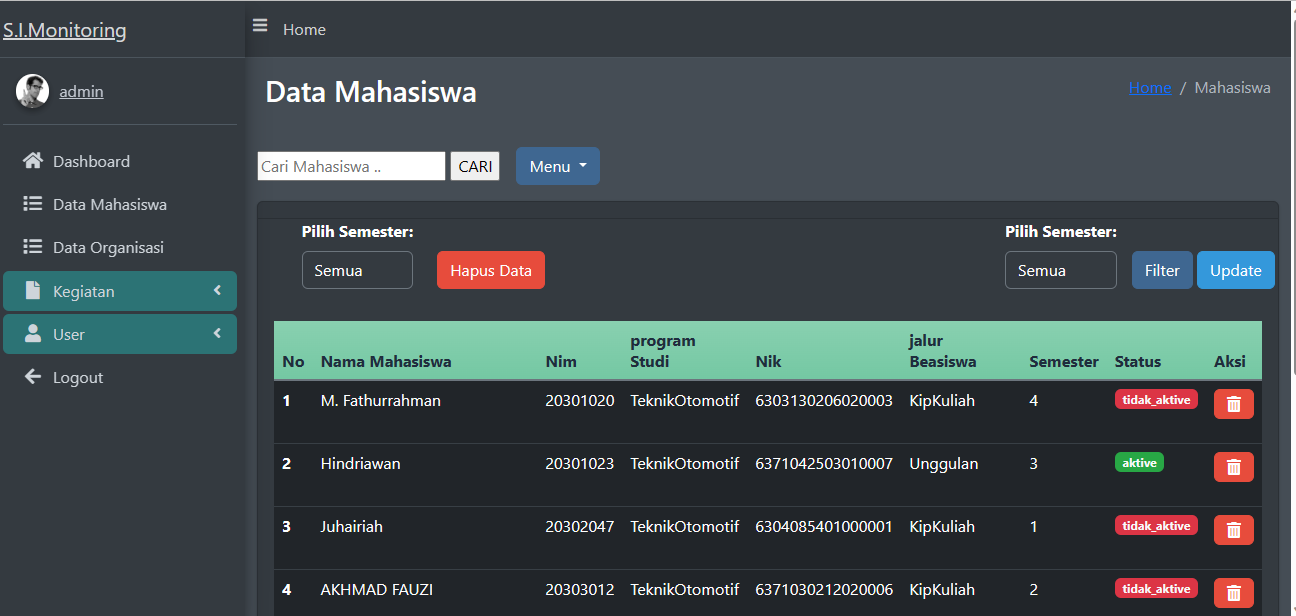 S.I.Monitoring
Home
admin
Data Mahasiswa
Home / Mahasiswa
Dashboard
Data Mahasiswa
Data Organisasi
Kegiatan
User
Logout
Cari Mahasiswa .. CARI Menu
Pilih Semester: Pilih Semester:
Semua Hapus Data Semua Filter Update
No Nama Mahasiswa Nim program Studi Nik jalur Beasiswa Semester Status Aksi
1 M. Fathurrahman 20301020 TeknikOtomotif 6303130206020003 KipKuliah 4 tidak_aktive
2 Hindriawan 20301023 TeknikOtomotif 6371042503010007 Unggulan 3 aktive
3 Juhairiah 20302047 TeknikOtomotif 6304085401000001 KipKuliah 1 tidak_aktive
4 AKHMAD FAUZI 20303012 TeknikOtomotif 6371030212020006 KipKuliah 2 tidak_aktive